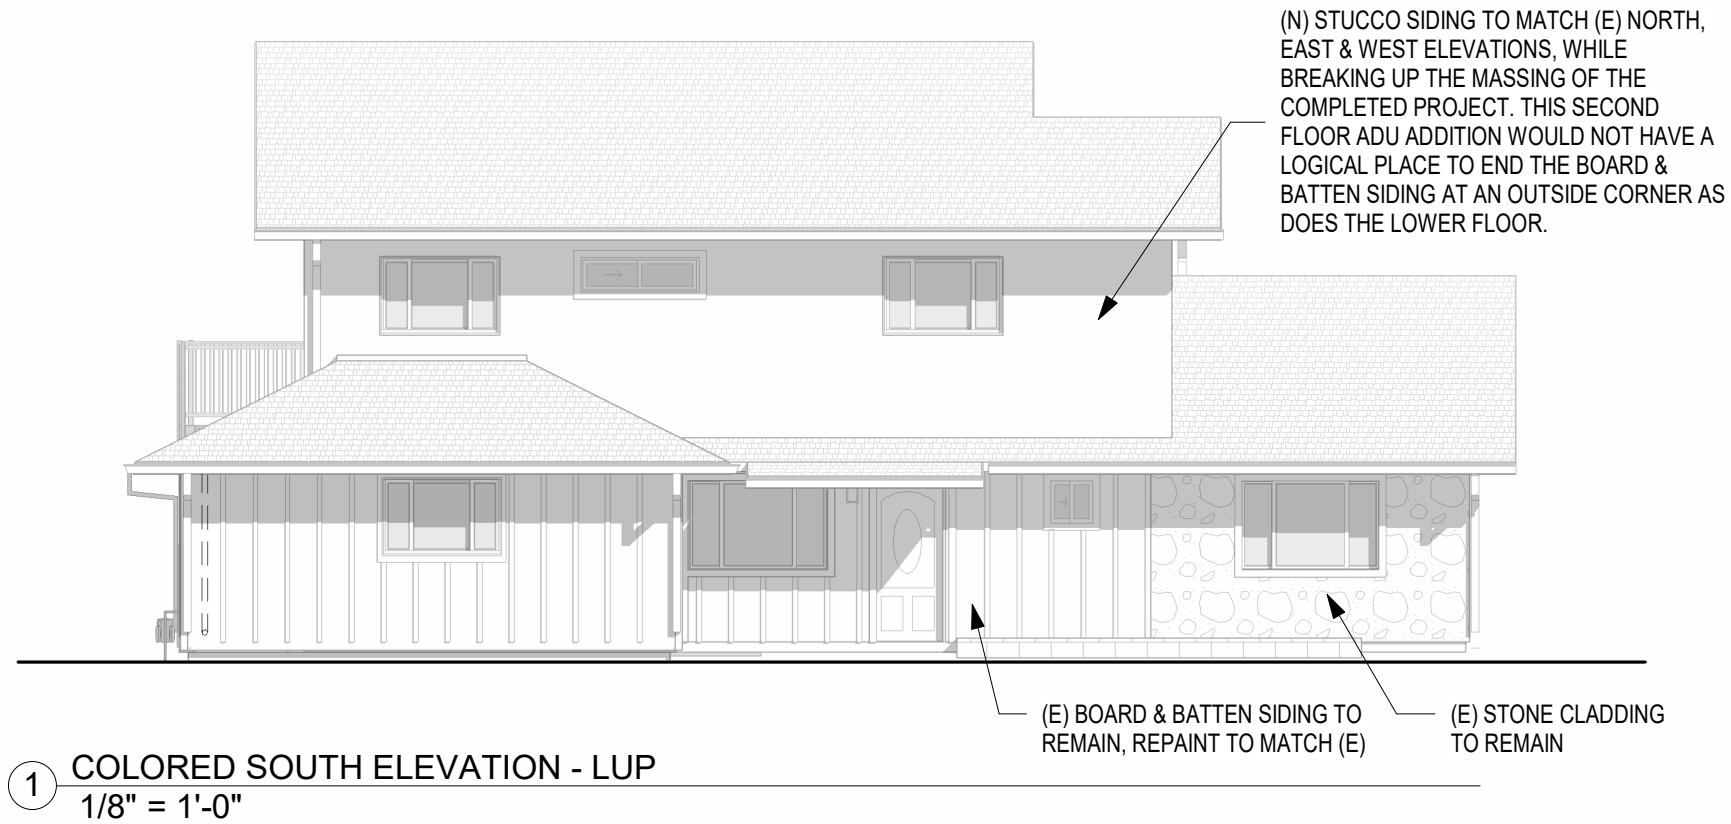 (N) STUCCO SIDING TO MATCH (E) NORTH,
EAST & WEST ELEVATIONS, WHILE
BREAKING UP THE MASSING OF THE
COMPLETED PROJECT. THIS SECOND
FLOOR ADU ADDITION WOULD NOT HAVE A
LOGICAL PLACE TO END THE BOARD &
BATTEN SIDING AT AN OUTSIDE CORNER AS
DOES THE LOWER FLOOR.
(E) BOARD & BATTEN SIDING TO
REMAIN, REPAINT TO MATCH (E)
(E) STONE CLADDING
TO REMAIN
1 COLORED SOUTH ELEVATION - LUP
1/8" = 1'-0"